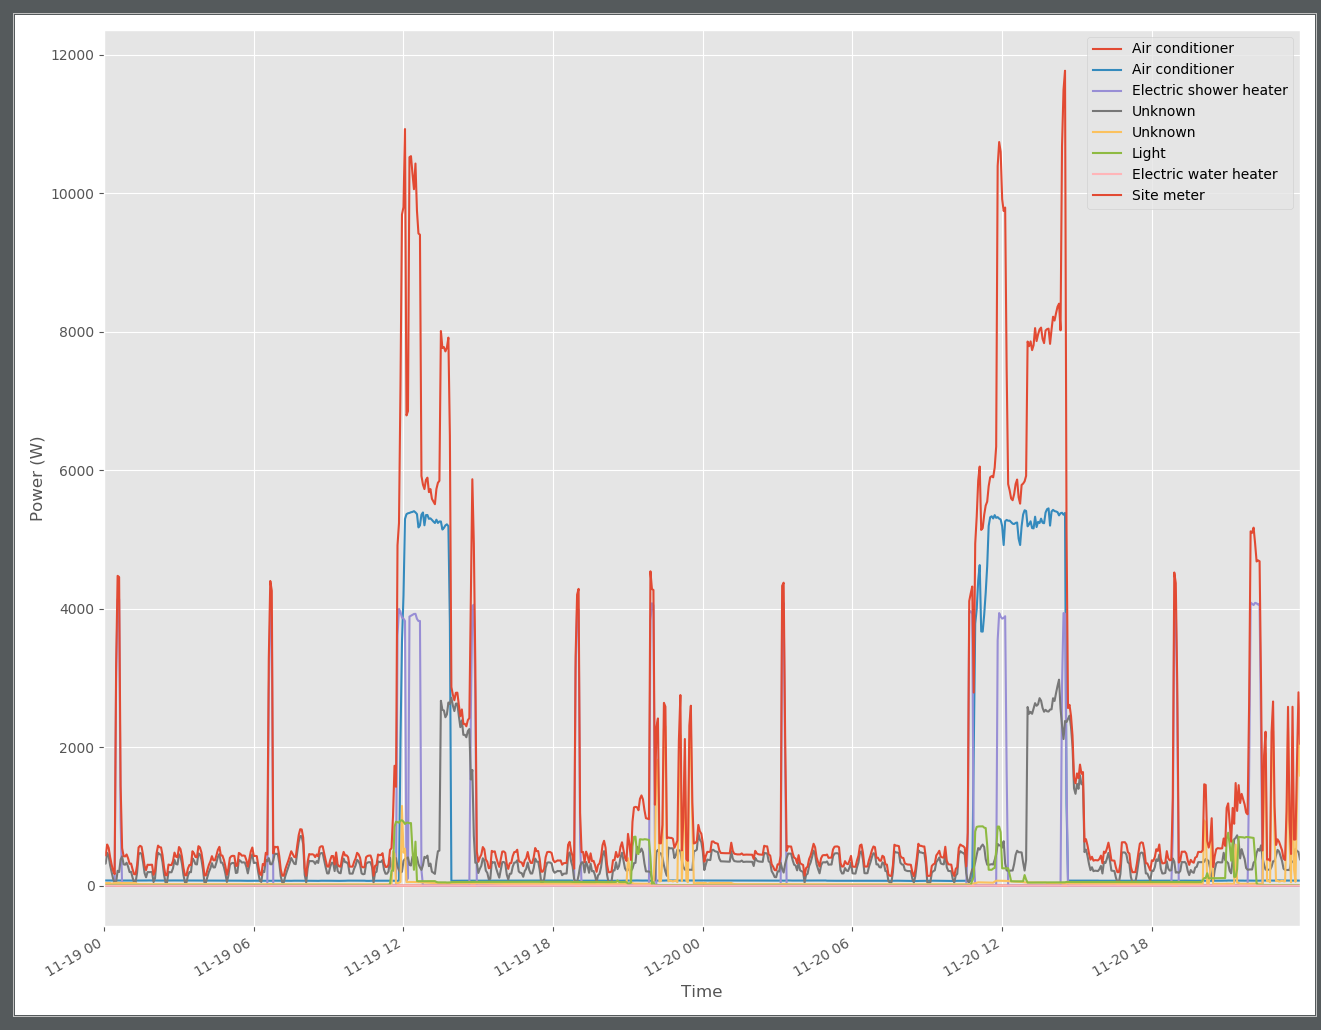 12000
10000
8000
6000
4000
2000
0
Power (W)
Air conditioner
Air conditioner
Electric shower heater
Unknown
Unknown
Light
Electric water heater
Site meter
11-19 00
11-19 06
11-19 12
11-19 18
11-20 00
11-20 06
11-20 12
11-20 18
Time